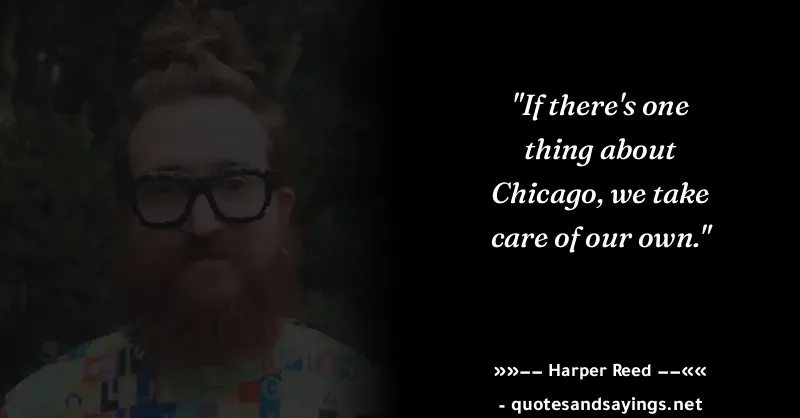 "If there's one
thing about
Chicago, we take
care of our own."
»»−− Harper Reed −−««
- quotesandsayings.net